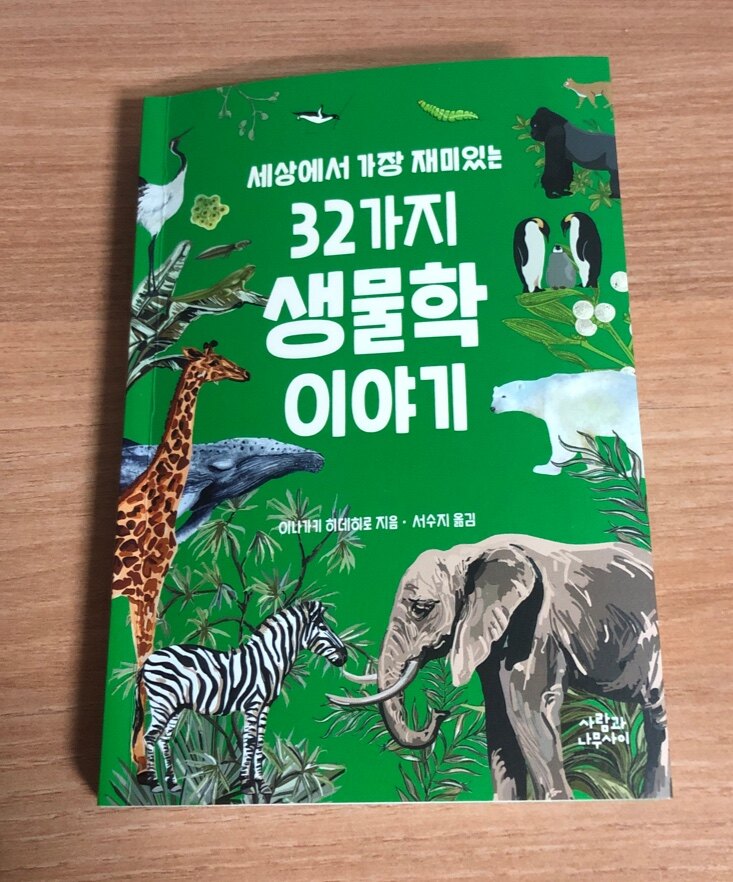 세상에서 가장 재미있는
32가지
생물학
이야기
이나가키 히데히로 지음 · 서수지 옮김
사람과
나무사이